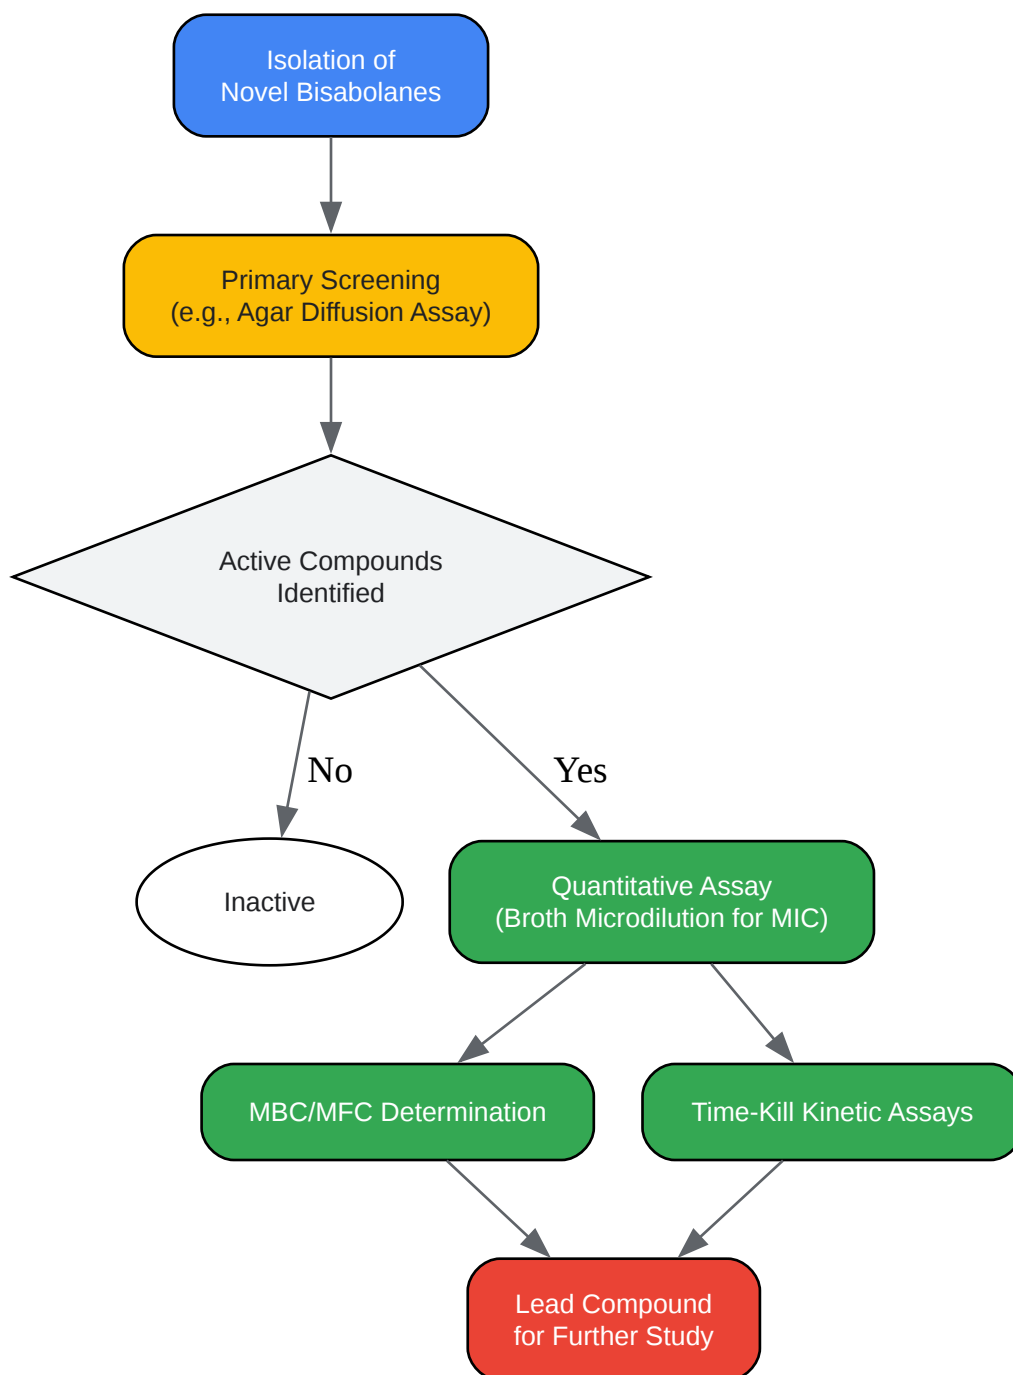 Isolation of
Novel Bisabolanes
Primary Screening
(e.g., Agar Diffusion Assay)
Active Compounds
Identified
No
Yes
Inactive
Quantitative Assay
(Broth Microdilution for MIC)
MBC/MFC Determination
Time-Kill Kinetic Assays
Lead Compound
for Further Study